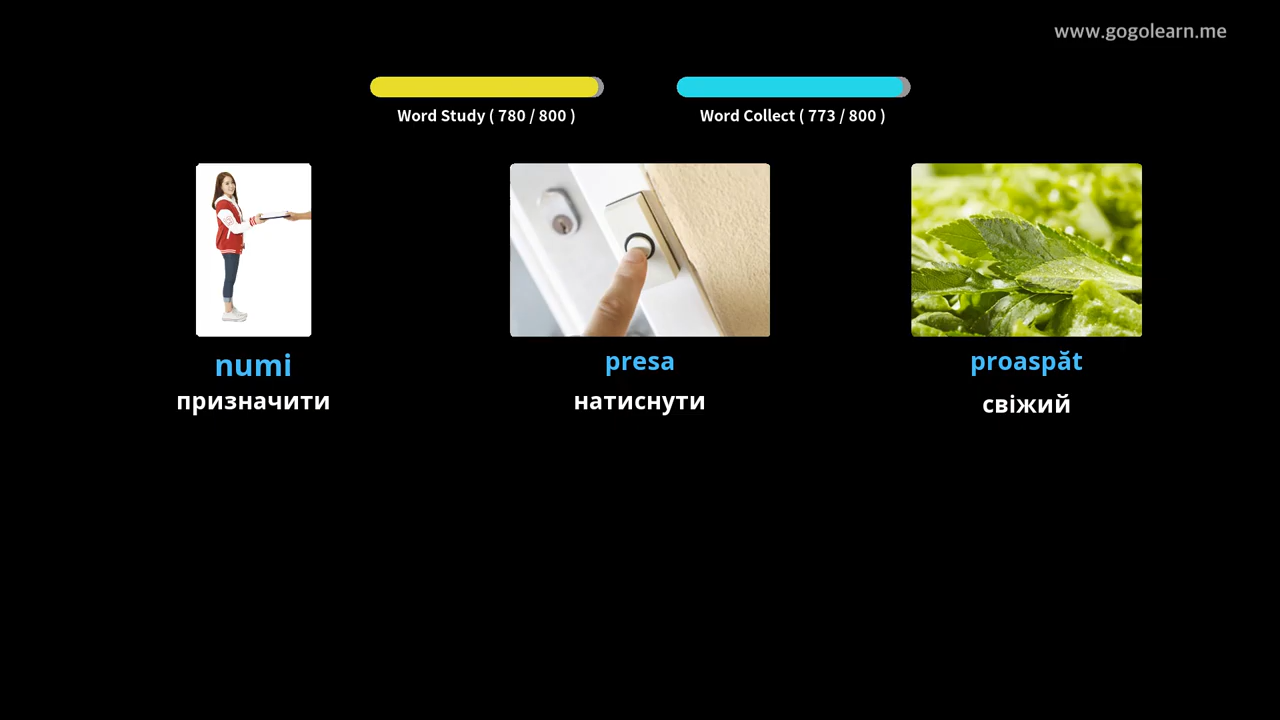 www.gogolearn.me
Word Study ( 780 / 800 )
Word Collect ( 773 / 800 )
numi
призначити
presa
натиснути
proaspăt
свіжий